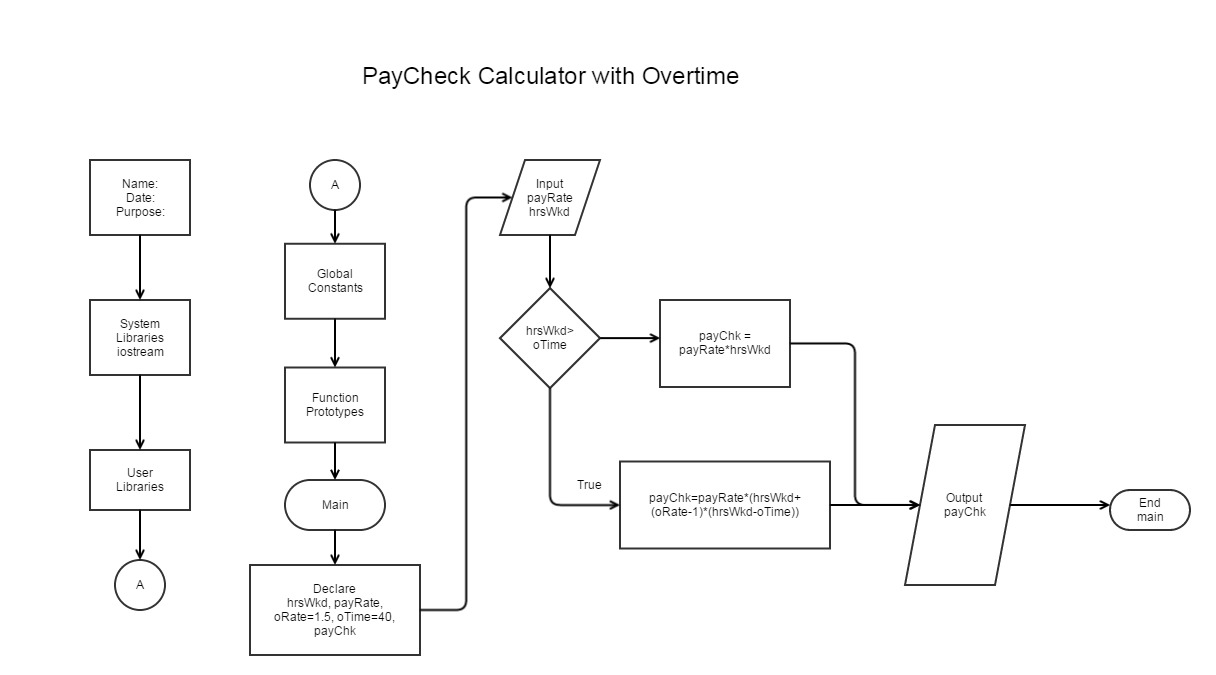 PayCheck Calculator with Overtime
Name:
Date:
Purpose:
System
Libraries
iostream
User
Libraries
A
A
Global
Constants
Function
Prototypes
Main
Declare
hrsWkd, payRate,
oRate=1.5, oTime=40,
payChk
Input
payRate
hrsWkd
hrsWkd>
oTime
payChk =
payRate*hrsWkd
True
payChk=payRate*(hrsWkd+
(oRate-1)*(hrsWkd-oTime))
Output
payChk
End
main